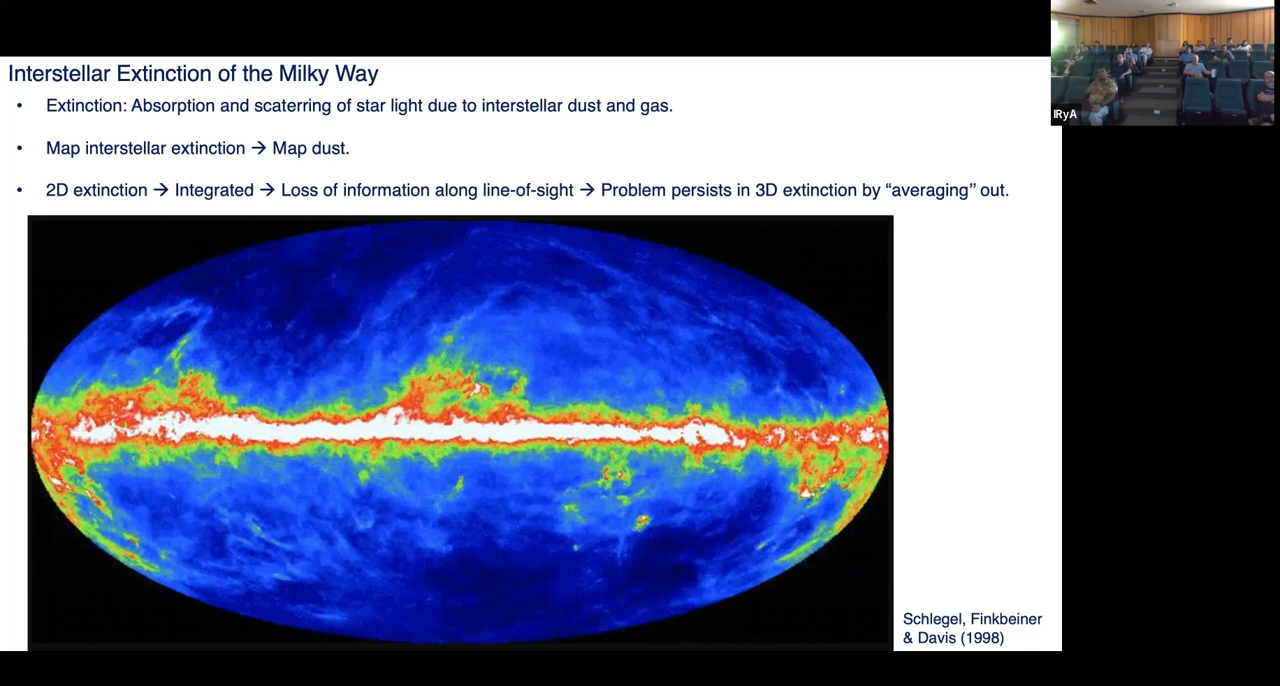 Interstellar Extinction of the Milky Way
• Extinction: Absorption and scaterring of star light due to interstellar dust and gas.
• Map interstellar extinction → Map dust.
• 2D extinction → Integrated → Loss of information along line-of-sight → Problem persists in 3D extinction by “averaging” out.
Schlegel, Finkbeiner
& Davis (1998)
IRyA